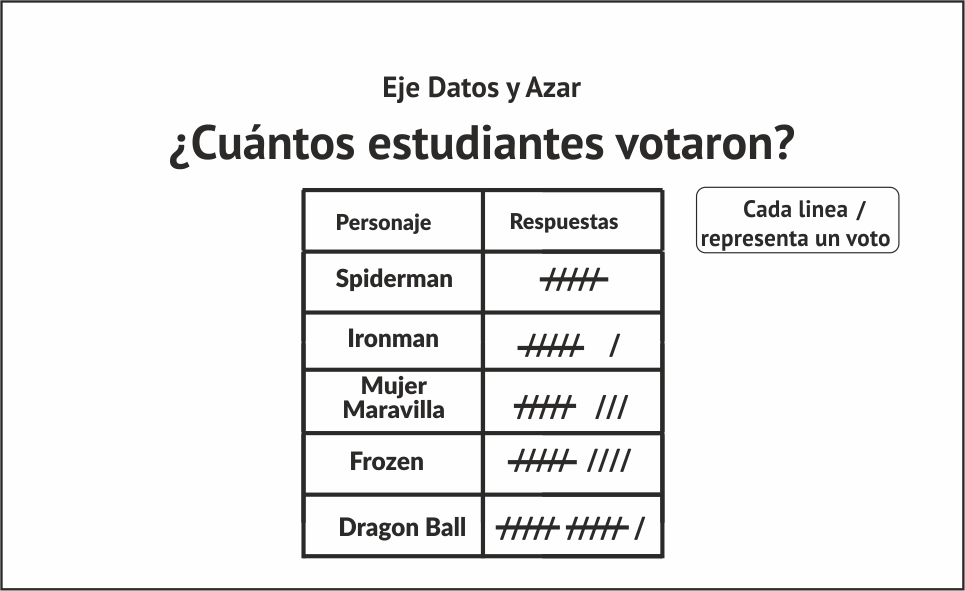 Eje Datos y Azar
¿Cuántos estudiantes votaron?
Personaje
Respuestas
Cada linea /
representa un voto
Spiderman
/////
Ironman
///// /
Mujer
Maravilla
///// ///
Frozen
///// ////
Dragon Ball
///// ///// /